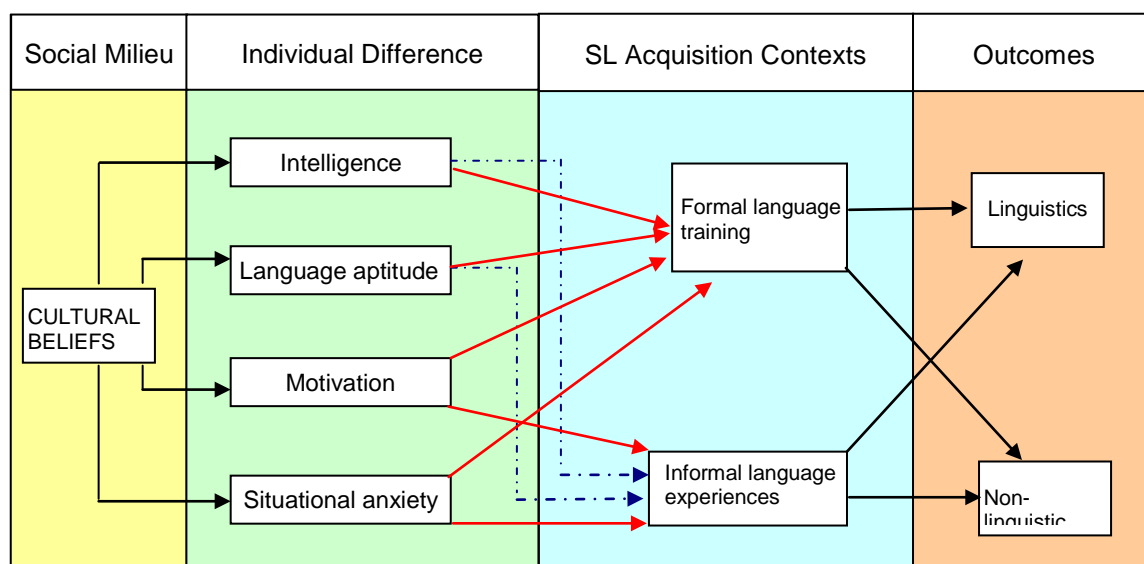 Social Milieu
Individual Difference
SL Acquisition Contexts
Outcomes
Intelligence
Language aptitude
Motivation
Situational anxiety
CULTURAL
BELIEFS
Formal language
training
Informal language
experiences
Linguistics
Non-
linguistic